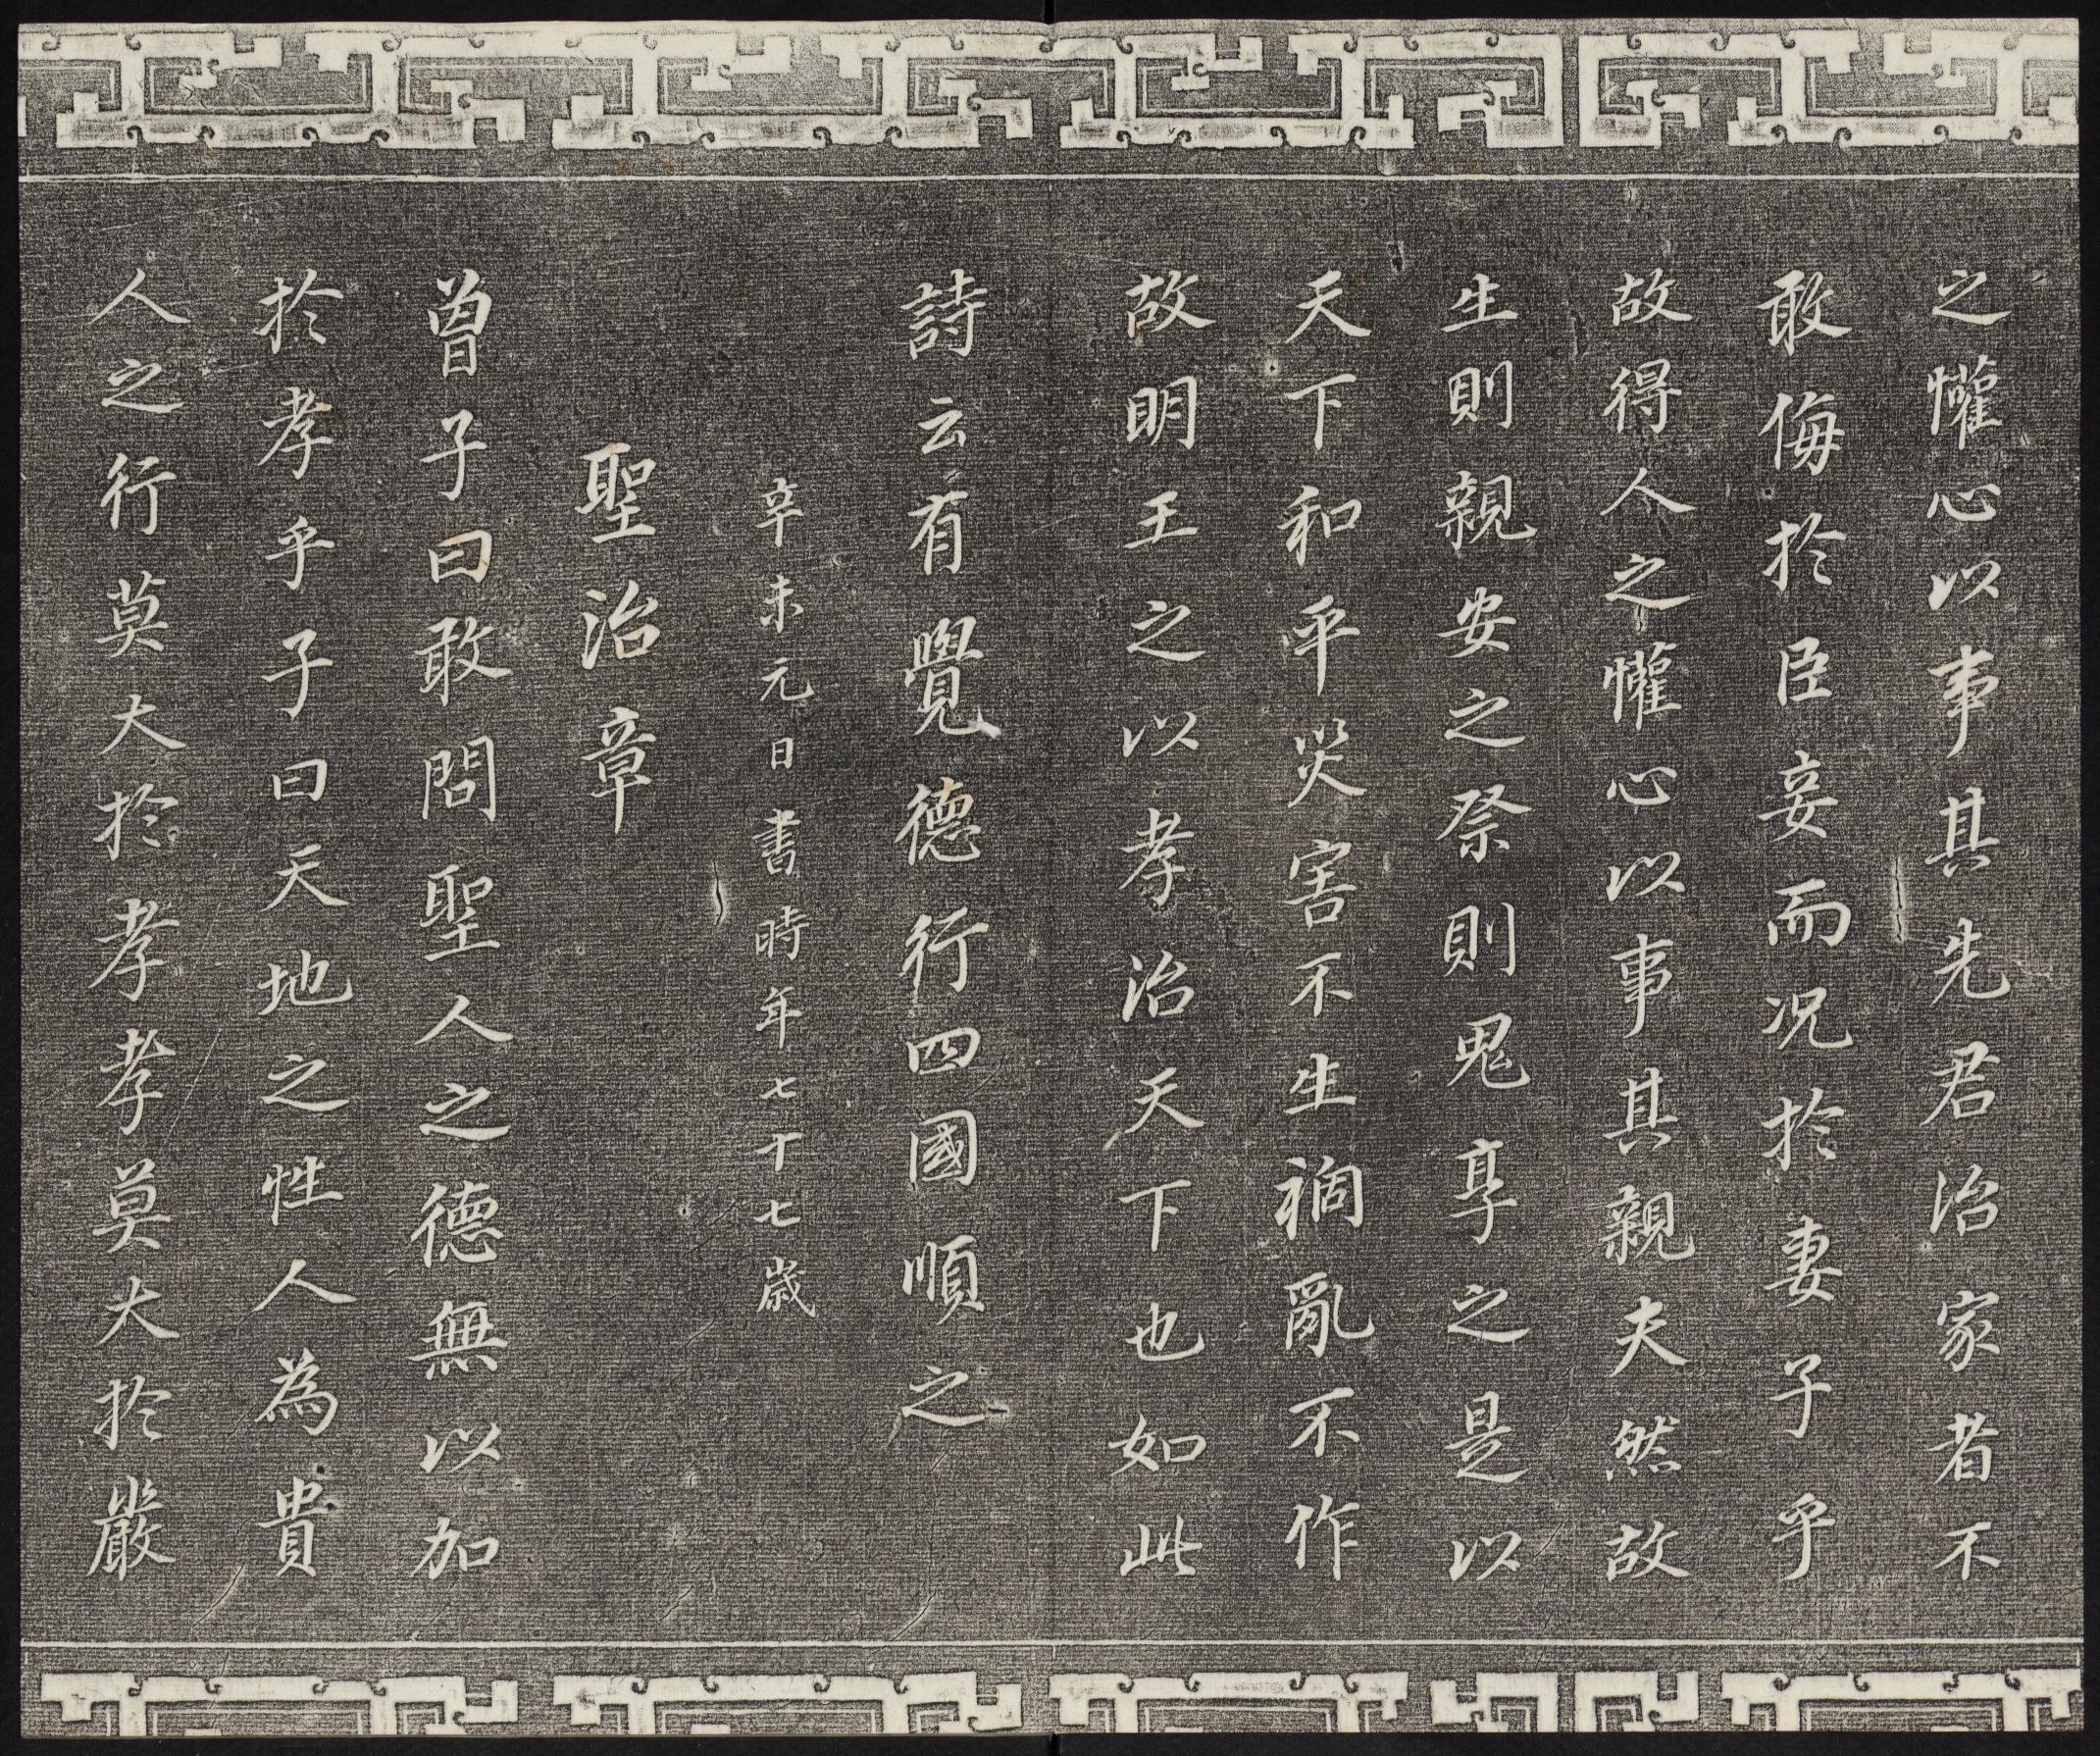 之懽心以事其先君治家者不
敢侮於臣妾而况於妻子乎
故得人之懽心以事其親夫然故
生則親安之祭則鬼享之是以
天下和平災害不生禍亂不作
故明王之以孝治天下也如此
詩云有覺德行四國順之
辛未元日書時年七十七歲
聖治章
曾子曰敢問聖人之德無以加
於孝乎子曰天地之性人為貴
人之行莫大於孝孝莫大於嚴